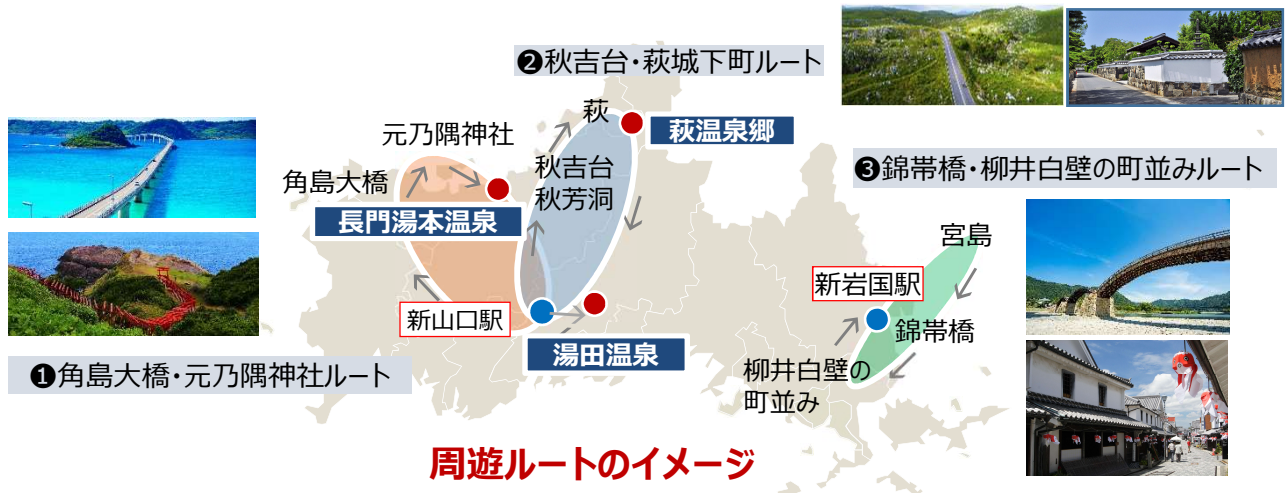 ❷秋吉台・萩城下町ルート
萩
萩温泉郷
元乃隅神社
秋吉台
秋芳洞
角島大橋
長門湯本温泉
❸錦帯橋・柳井白壁の町並みルート
宮島
新岩国駅
新山口駅
錦帯橋
湯田温泉
❶角島大橋・元乃隅神社ルート
柳井白壁の
町並み
周遊ルートのイメージ